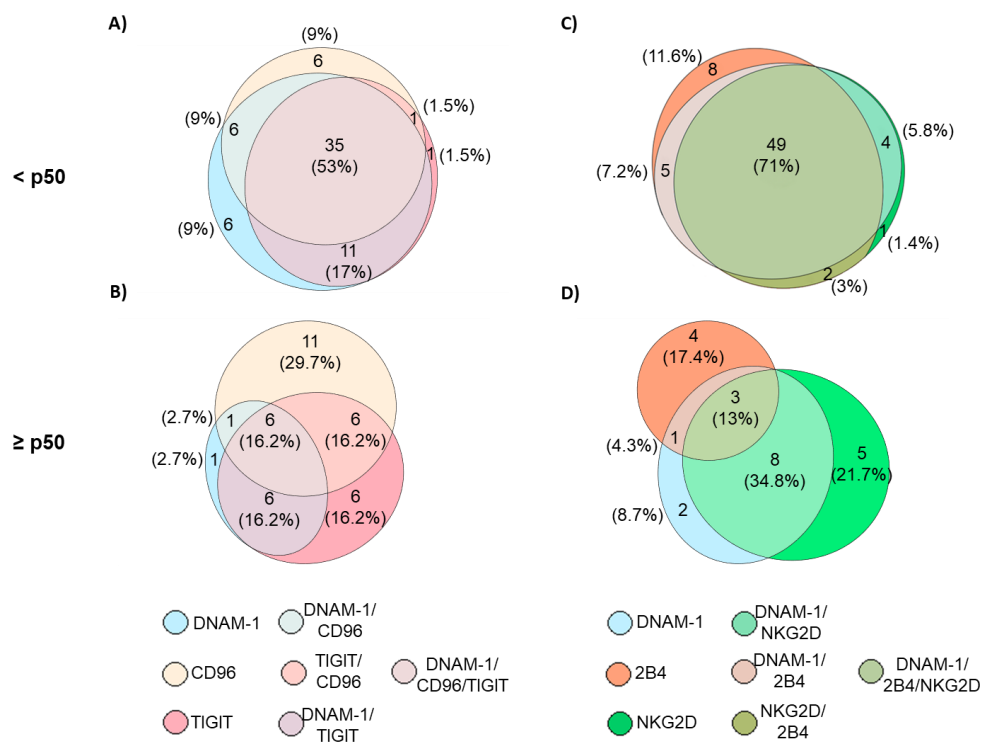 A)
(9%)
6
(9%)
6
1
(1.5%)
35
(53%)
1
(1.5%)
< p50
(9%)
6
11
(17%)
C)
(11.6%)
8
49
(71%)
4
(5.8%)
(7.2%)
5
1
(1.4%)
2
(3%)
B)
11
(29.7%)
(2.7%)
1
6
(16.2%)
6
(16.2%)
≥ p50
(2.7%)
1
6
(16.2%)
6
(16.2%)
D)
4
(17.4%)
3
(13%)
(4.3%)
1
8
(34.8%)
5
(21.7%)
(8.7%)
2
DNAM-1
DNAM-1/
CD96
CD96
TIGIT/
CD96
DNAM-1/
CD96/TIGIT
TIGIT
DNAM-1/
TIGIT
DNAM-1
DNAM-1/
NKG2D
2B4
DNAM-1/
2B4
DNAM-1/
2B4/NKG2D
NKG2D
NKG2D/
2B4